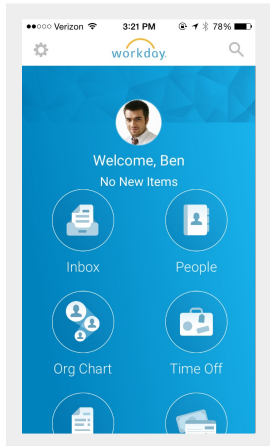 Verizon 3:21 PM 78%
workday.
Welcome, Ben
No New Items
Inbox People
Org Chart Time Off